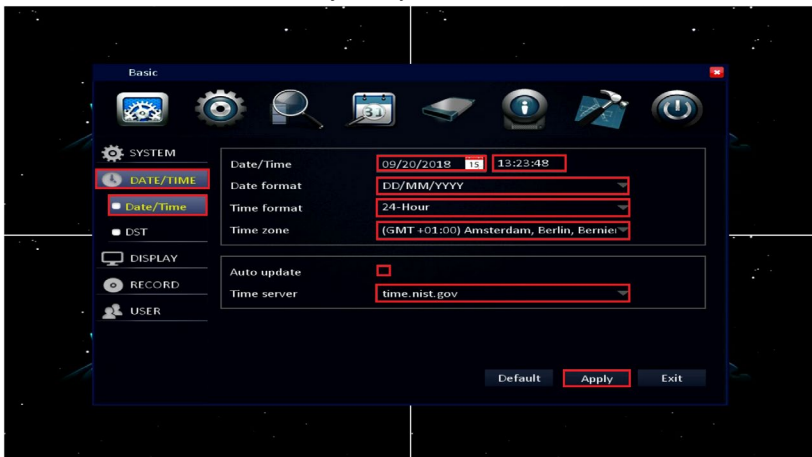 Basic
31
SYSTEM
DATE/TIME
Date/Time
DST
DISPLAY
RECORD
USER
Date/Time 09/20/2018 15 13:23:48
Date format DD/MM/YYYY
Time format 24-Hour
Time zone (GMT +01:00) Amsterdam, Berlin, Bernier
Auto update
Time server time.nist.gov
Default Apply Exit